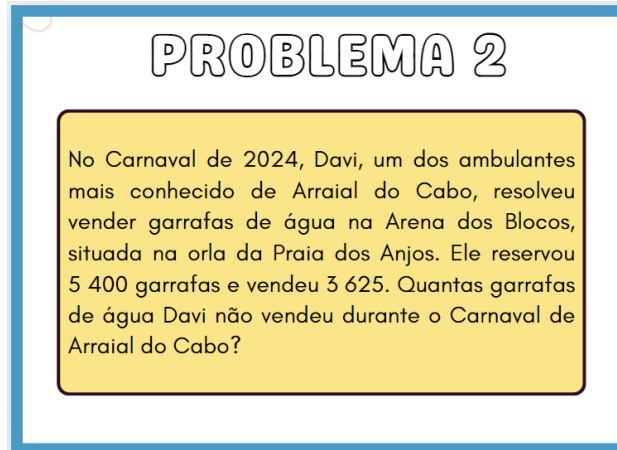 PROBLEMA 2
No Carnaval de 2024, Davi, um dos ambulantes
mais conhecido de Arraial do Cabo, resolveu
vender garrafas de água na Arena dos Blocos,
situada na orla da Praia dos Anjos. Ele reservou
5 400 garrafas e vendeu 3 625. Quantas garrafas
de água Davi não vendeu durante o Carnaval de
Arraial do Cabo?